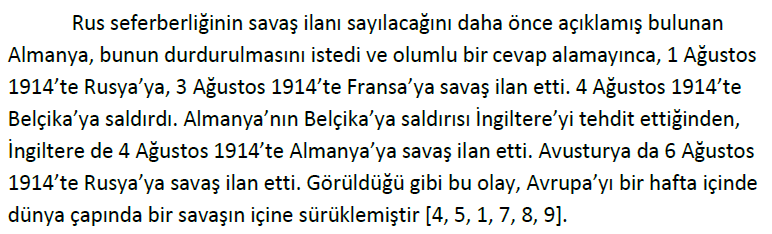 Rus seferberliğinin savaş ilanı sayılacağını daha önce açıklamış bulunan
Almanya, bunun durdurulmasını istedi ve olumlu bir cevap alamayınca, 1 Ağustos
1914’te Rusya’ya, 3 Ağustos 1914’te Fransa’ya savaş ilan etti. 4 Ağustos 1914’te
Belçika’ya saldırdı. Almanya’nın Belçika’ya saldırısı İngiltere’yi tehdit ettiğinden,
İngiltere de 4 Ağustos 1914’te Almanya’ya savaş ilan etti. Avusturya da 6 Ağustos
1914’te Rusya’ya savaş ilan etti. Görüldüğü gibi bu olay, Avrupa’yı bir hafta içinde
dünya çapında bir savaşın içine sürüklemiştir [4, 5, 1, 7, 8, 9].